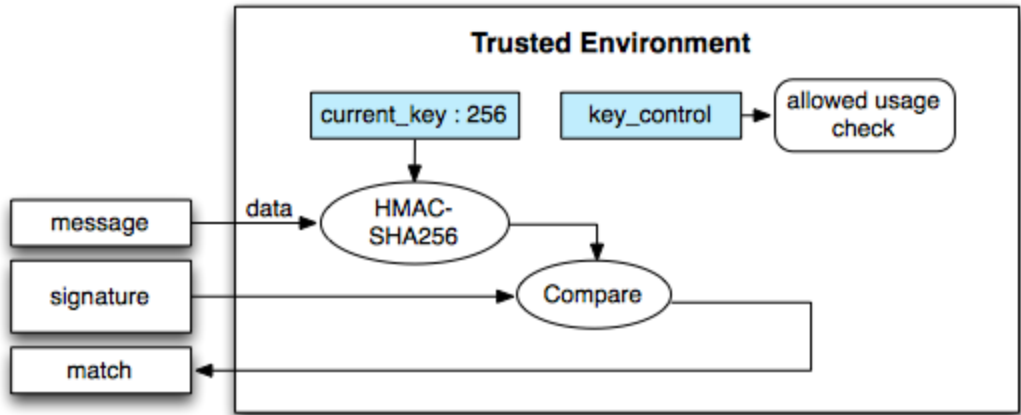 Trusted Environment
current_key : 256
key_control
allowed usage
check
message
data
HMAC-
SHA256
signature
Compare
match